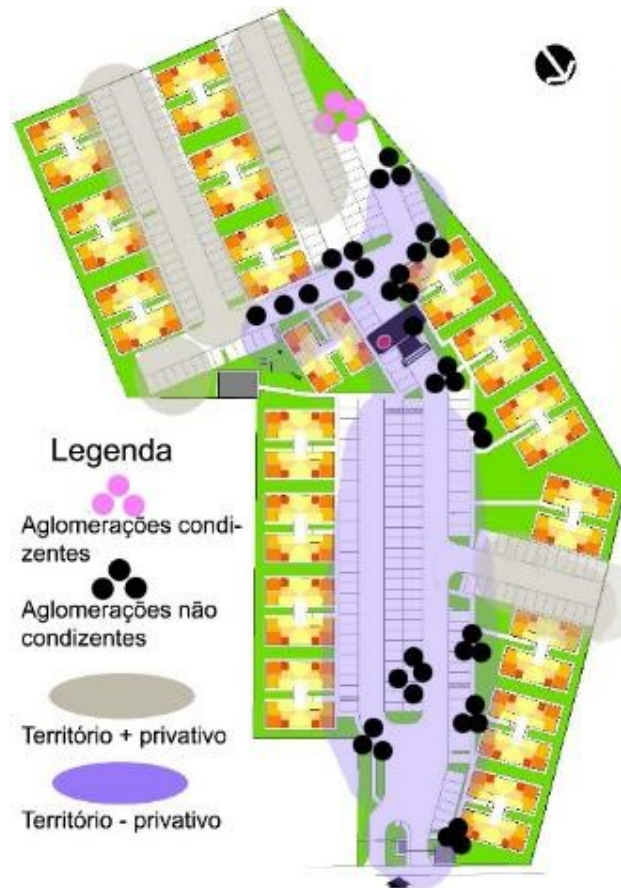 Legenda
Aglomerações condi-
zentes
Aglomerações não
condizentes
Território + privativo
Território - privativo